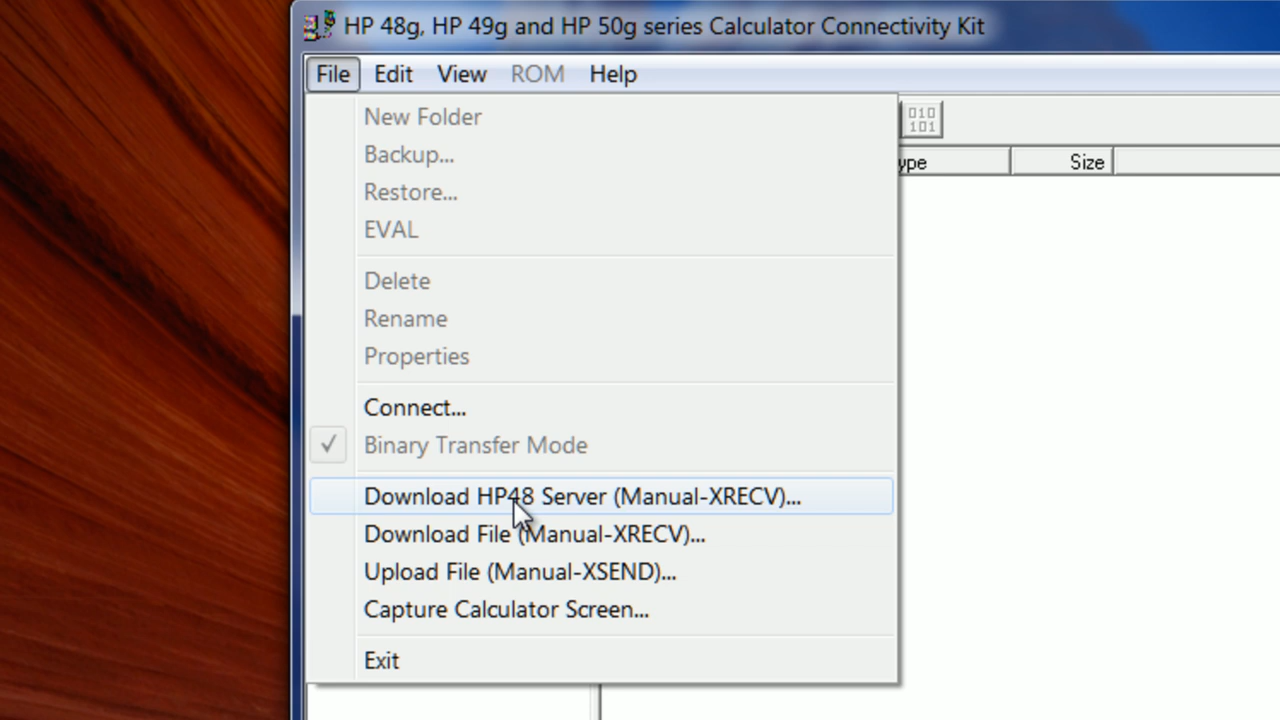 HP 48g, HP 49g and HP 50g series Calculator Connectivity Kit
File Edit View ROM Help
New Folder
Backup...
Restore...
EVAL
Delete
Rename
Properties
Connect...
Binary Transfer Mode
Download HP48 Server (Manual-XRECV)...
Download File (Manual-XRECV)...
Upload File (Manual-XSEND)...
Capture Calculator Screen...
Exit
010
101
ype Size